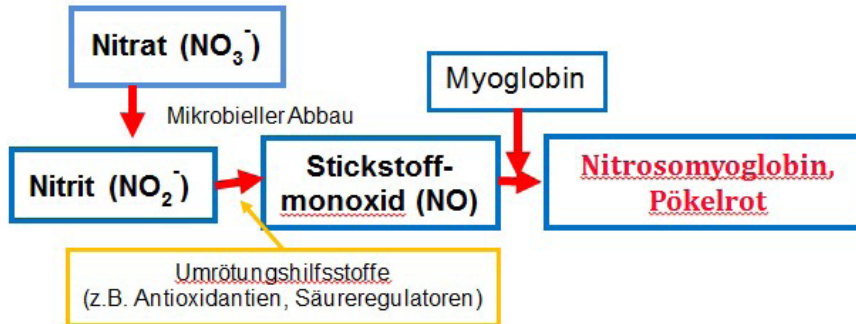 Nitrat (NO₃⁻)
Mikrobieller Abbau
Myoglobin
Nitrit (NO₂⁻)
Stickstoff-
monoxid (NO)
Nitrosomyoglobin,
Pökelrot
Umrötungshilfsstoffe
(z.B. Antioxidantien, Säureregulatoren)